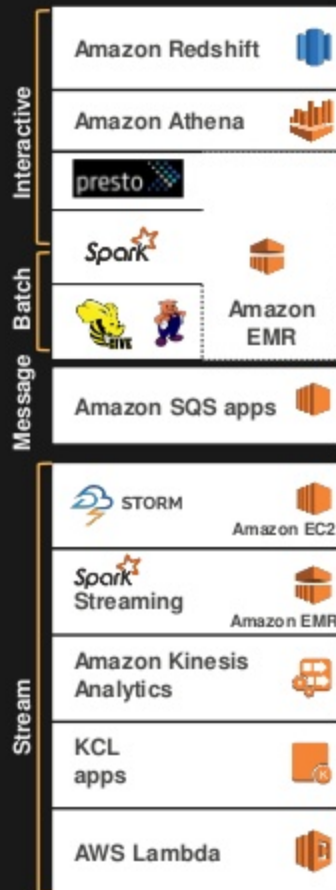 Interactive
Amazon Redshift
Amazon Athena
presto
Batch
Spark
HIVE
Amazon
EMR
Message
Amazon SQS apps
Stream
STORM
Amazon EC2
Spark
Streaming
Amazon EMR
Amazon Kinesis
Analytics
KCL
apps
K
AWS Lambda